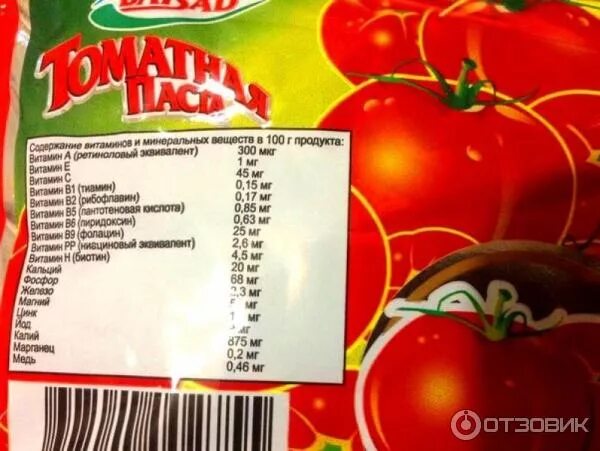 ТОМАТНАЯ
ПАСТА
Содержание витаминов и минеральных веществ в 100 г продукта:
Витамин А (ретиноловый эквивалент) 300 мкг
Витамин Е 1 мг
Витамин С 45 мг
Витамин В1 (тиамин) 0,15 мг
Витамин В2 (рибофлавин) 0,17 мг
Витамин В5 (пантотеновая кислота) 0,85 мг
Витамин В6 (пиридоксин) 0,63 мг
Витамин В9 (фолацин) 25 мг
Витамин РР (ниациновый эквивалент) 2,6 мг
Витамин Н (биотин) 4,5 мг
Кальций 20 мг
Фосфор 68 мг
Железо 2,3 мг
Магний
Цинк
Йод
Калий 875 мг
Марганец 0,2 мг
Медь 0,46 мг
ОТЗОВИК